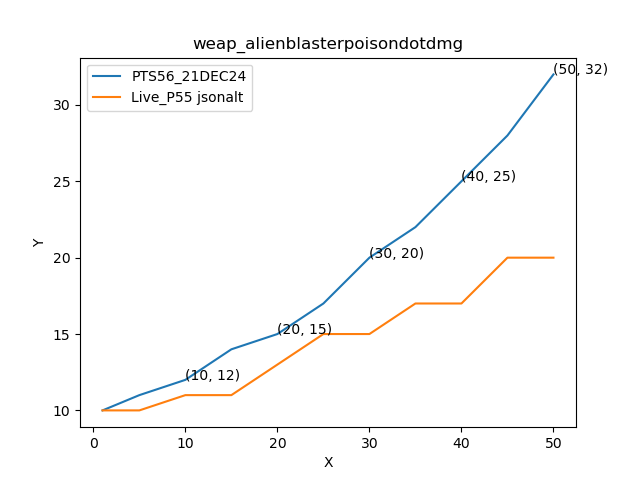 weap_alienblasterpoisondotdmg
PTS56_21DEC24
Live_P55 jsonalt
(50, 32)
(40, 25)
(30, 20)
(20, 15)
(10, 12)
Y
30
25
20
15
10
0 10 20 30 40 50
X